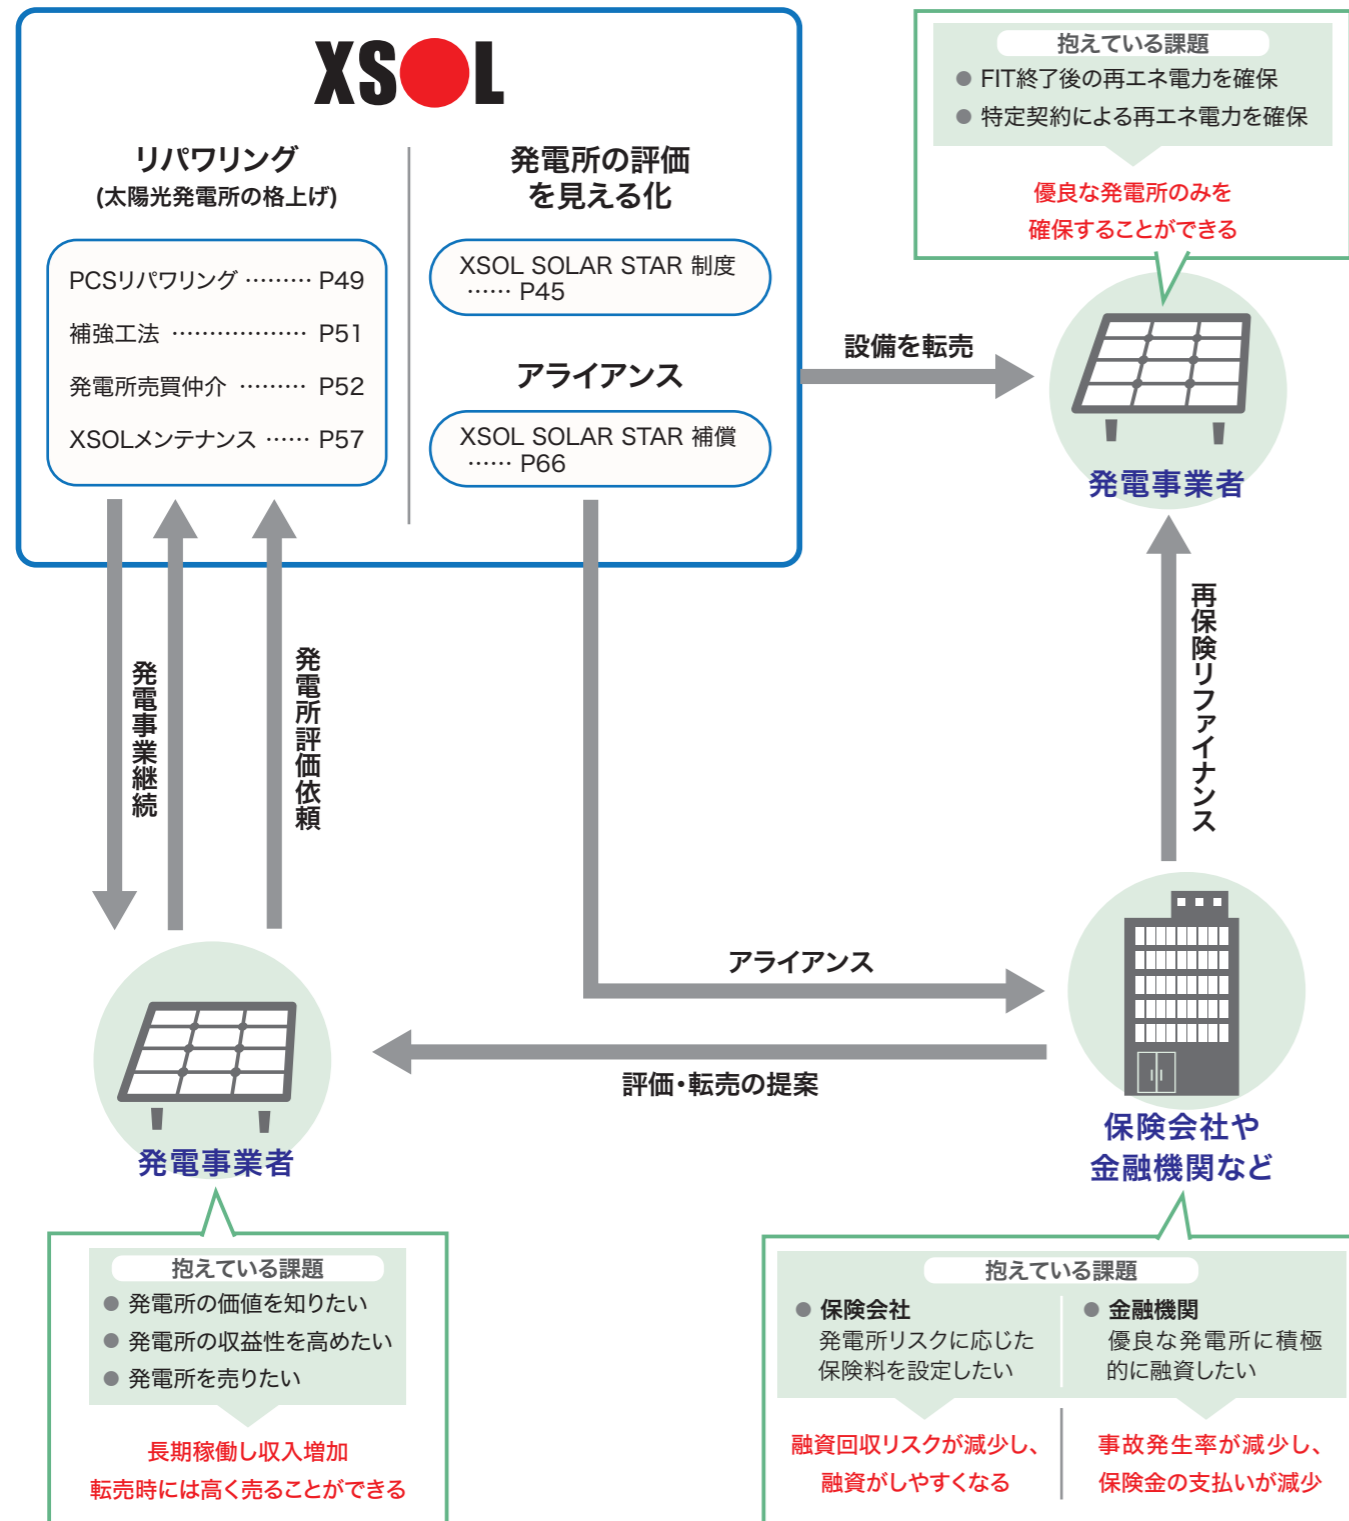 XSOL
リパワリング
(太陽光発電所の格上げ)
PCSリパワリング ……… P49
補強工法 ……………… P51
発電所売買仲介 ……… P52
XSOLメンテナンス …… P57
発電所の評価
を見える化
XSOL SOLAR STAR 制度
…… P45
アライアンス
XSOL SOLAR STAR 補償
…… P66
抱えている課題
● FIT終了後の再エネ電力を確保
● 特定契約による再エネ電力を確保
優良な発電所のみを
確保することができる
設備を転売
発電事業者
発電事業継続
発電所評価依頼
再保険リファイナンス
アライアンス
評価・転売の提案
発電事業者
保険会社や
金融機関など
抱えている課題
● 発電所の価値を知りたい
● 発電所の収益性を高めたい
● 発電所を売りたい
長期稼働し収入増加
転売時には高く売ることができる
抱えている課題
● 保険会社
発電所リスクに応じた
保険料を設定したい
● 金融機関
優良な発電所に積極
的に融資したい
融資回収リスクが減少し、
融資がしやすくなる
事故発生率が減少し、
保険金の支払いが減少